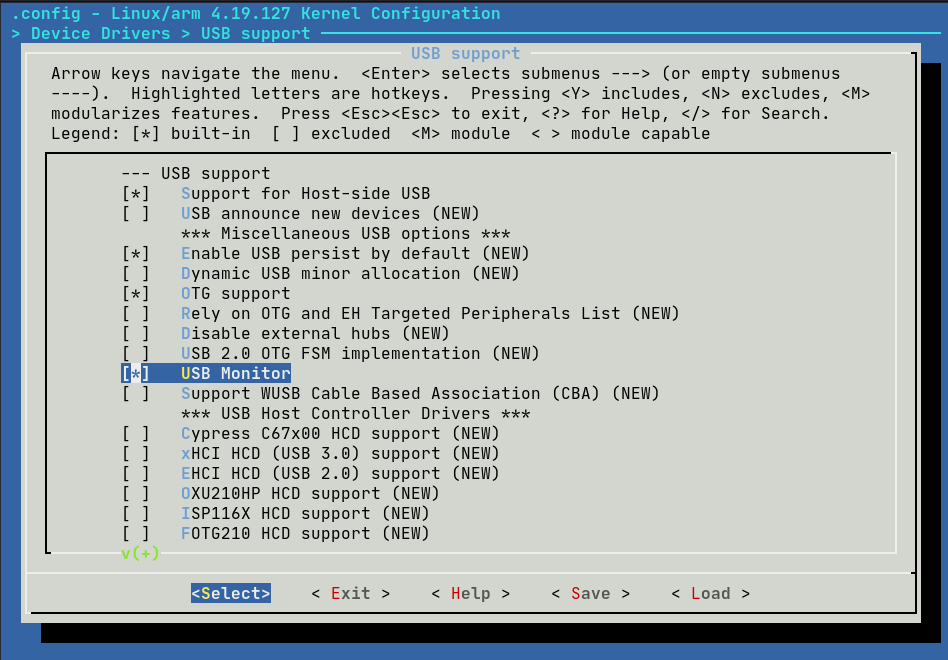 .config - Linux/arm 4.19.127 Kernel Configuration
> Device Drivers > USB support
USB support
Arrow keys navigate the menu.  <Enter> selects submenus ---> (or empty submenus
----).  Highlighted letters are hotkeys.  Pressing <Y> includes, <N> excludes, <M>
modularizes features.  Press <Esc><Esc> to exit, <?> for Help, </> for Search.
Legend: [*] built-in  [ ] excluded  <M> module  < > module capable
--- USB support
[*]   Support for Host-side USB
[ ]   USB announce new devices (NEW)
*** Miscellaneous USB options ***
[*]   Enable USB persist by default (NEW)
[ ]   Dynamic USB minor allocation (NEW)
[*]   OTG support
[ ]   Rely on OTG and EH Targeted Peripherals List (NEW)
[ ]   Disable external hubs (NEW)
[ ]   USB 2.0 OTG FSM implementation (NEW)
[*]   USB Monitor
[ ]   Support WUSB Cable Based Association (CBA) (NEW)
*** USB Host Controller Drivers ***
[ ]   Cypress C67x00 HCD support (NEW)
[ ]   xHCI HCD (USB 3.0) support (NEW)
[ ]   EHCI HCD (USB 2.0) support (NEW)
[ ]   OXU210HP HCD support (NEW)
[ ]   ISP116X HCD support (NEW)
[ ]   FOTG210 HCD support (NEW)
v(+)
<Select>    < Exit >    < Help >    < Save >    < Load >